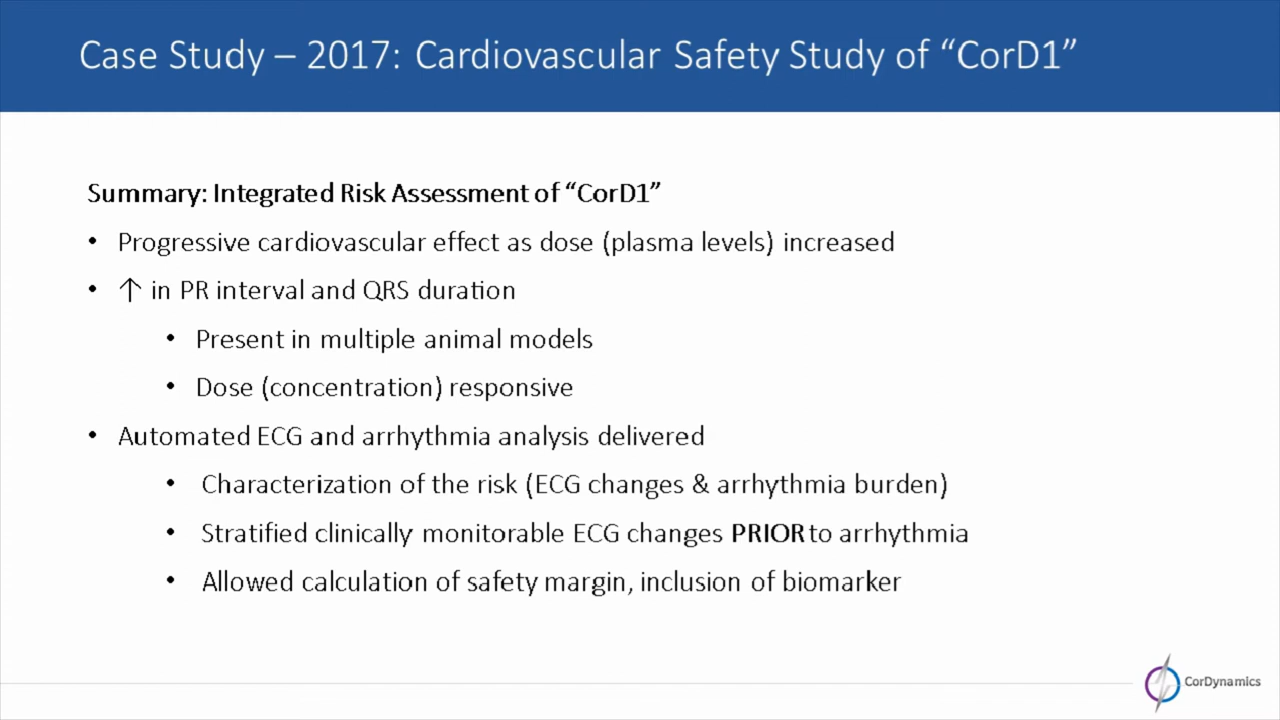 Case Study – 2017: Cardiovascular Safety Study of “CorD1”
Summary: Integrated Risk Assessment of “CorD1”
• Progressive cardiovascular effect as dose (plasma levels) increased
• ↑ in PR interval and QRS duration
• Present in multiple animal models
• Dose (concentration) responsive
• Automated ECG and arrhythmia analysis delivered
• Characterization of the risk (ECG changes & arrhythmia burden)
• Stratified clinically monitorable ECG changes PRIOR to arrhythmia
• Allowed calculation of safety margin, inclusion of biomarker
CorDynamics